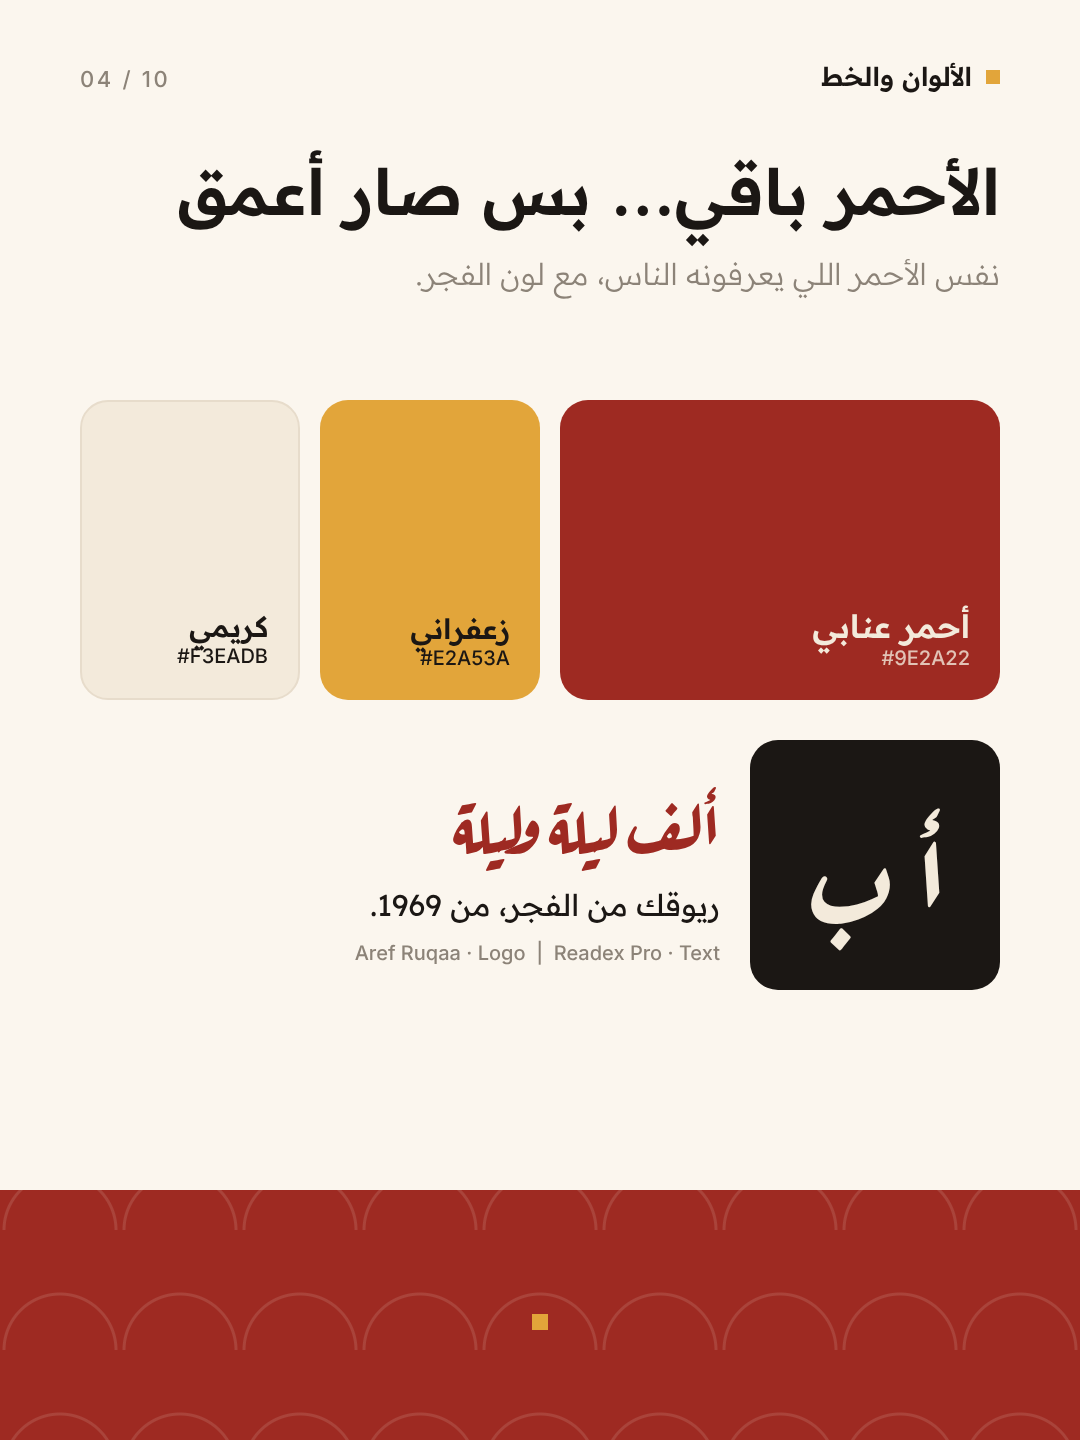 الألوان والخط
04 / 10
الأحمر باقي... بس صار أعمق
نفس الأحمر اللي يعرفونه الناس، مع لون الفجر.
أحمر عنابي
#9E2A22
زعفراني
#E2A53A
كريمي
#F3EADB
أ ب
ألف ليلة وليلة
ريوقك من الفجر، من 1969.
Aref Ruqaa · Logo | Readex Pro · Text